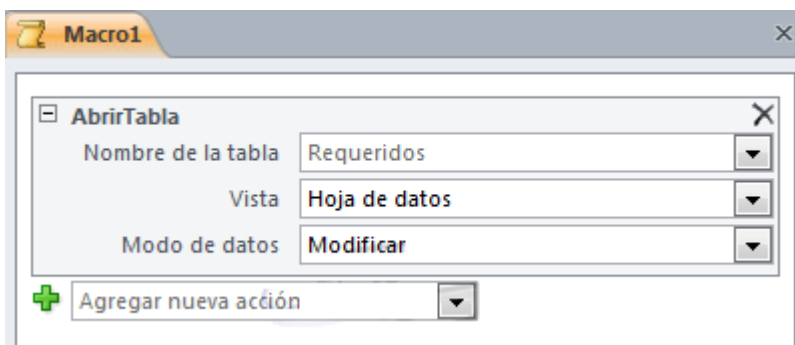 Macro1
AbrirTabla
Nombre de la tabla Requeridos
Vista Hoja de datos
Modo de datos Modificar
Agregar nueva acción